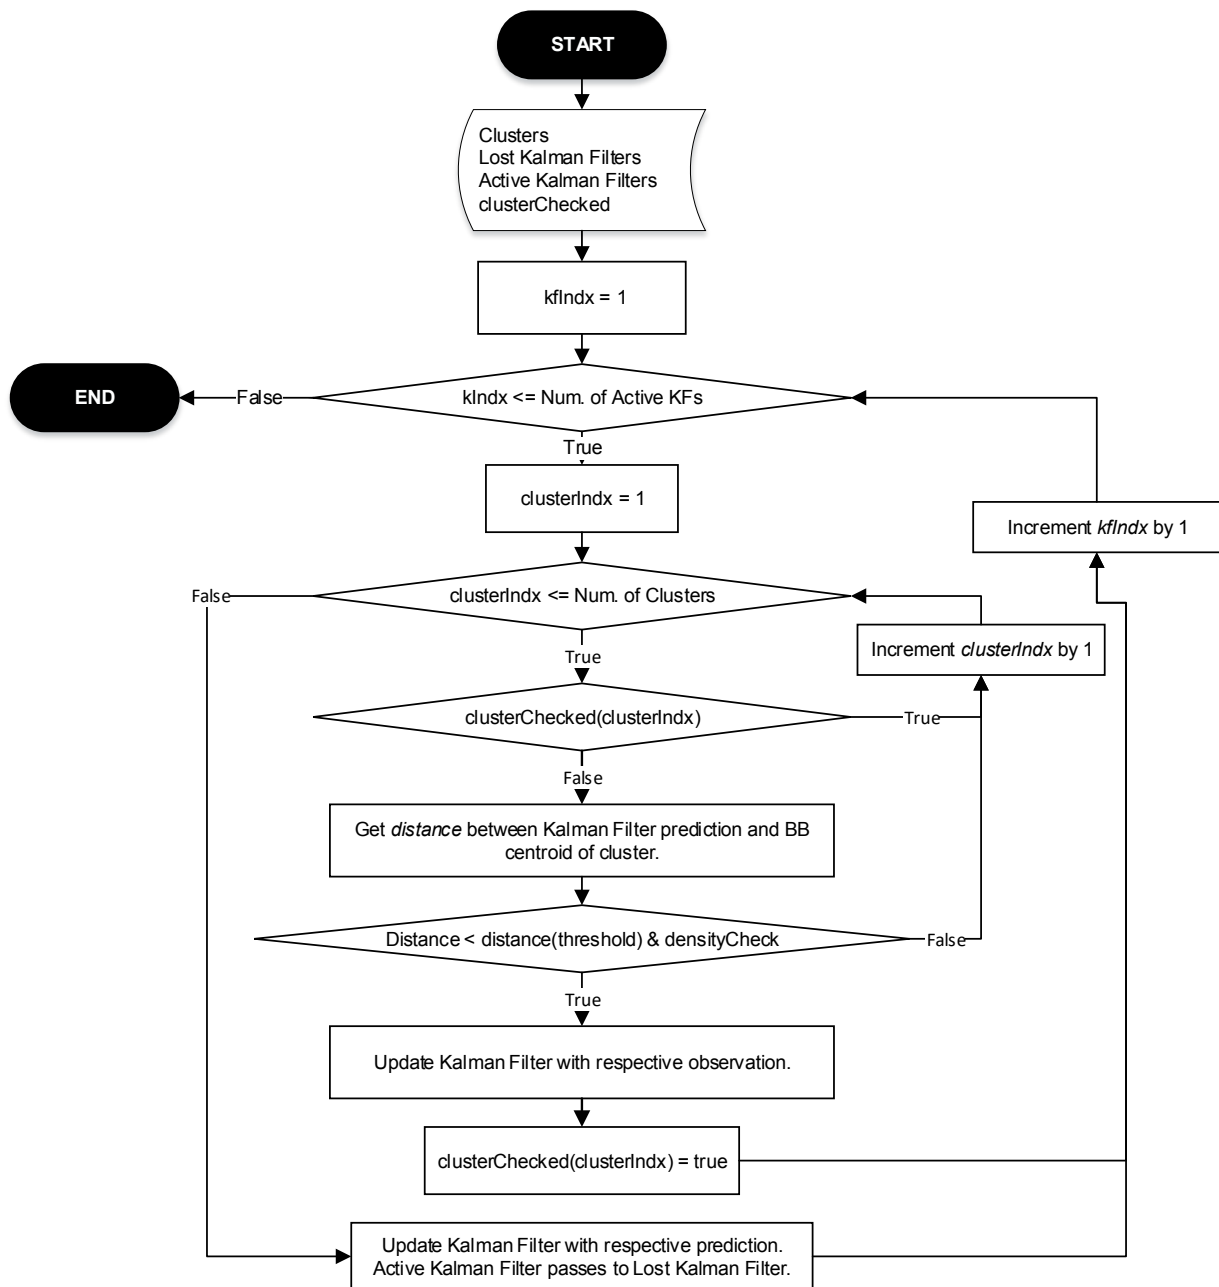 START
Clusters
Lost Kalman Filters
Active Kalman Filters
clusterChecked
kfIndx = 1
END
False
kIndx <= Num. of Active KFs
True
clusterIndx = 1
Increment kfIndx by 1
False
clusterIndx <= Num. of Clusters
Increment clusterIndx by 1
True
clusterChecked(clusterIndx)
True
False
Get distance between Kalman Filter prediction and BB
centroid of cluster.
Distance < distance(threshold) & densityCheck
False
True
Update Kalman Filter with respective observation.
clusterChecked(clusterIndx) = true
Update Kalman Filter with respective prediction.
Active Kalman Filter passes to Lost Kalman Filter.